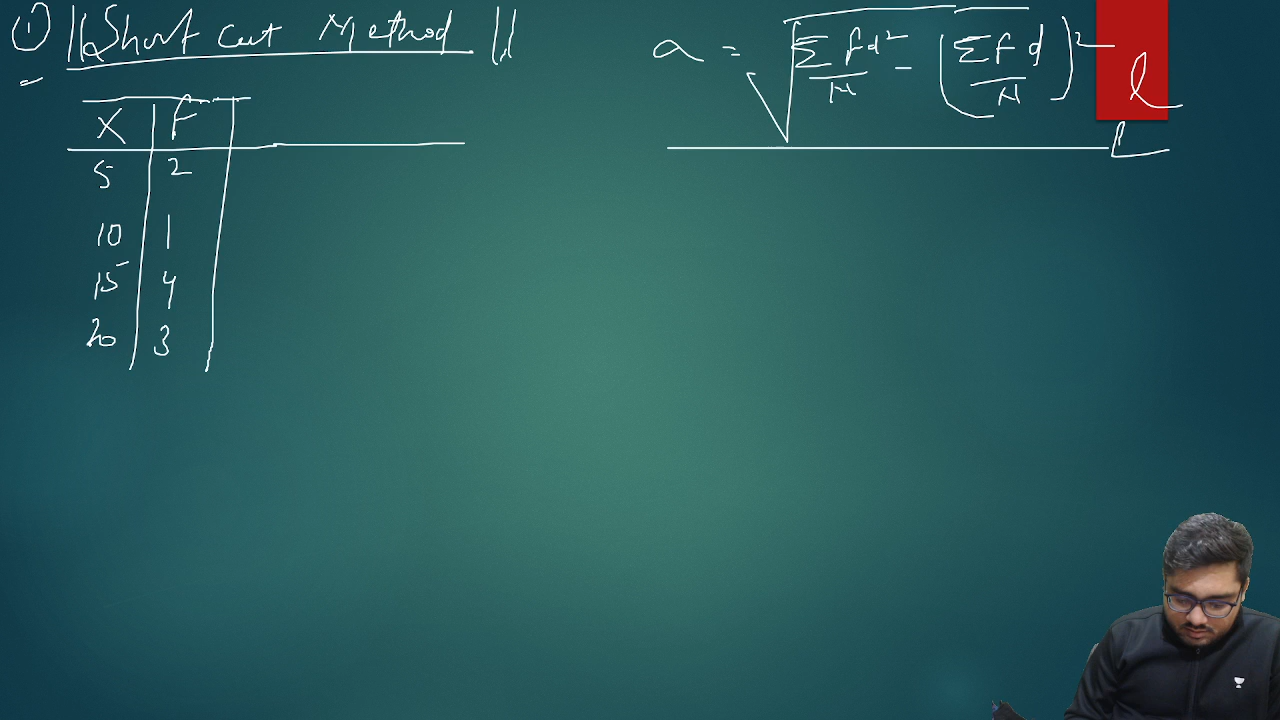 ① ||Short cut Method||
a = √(Σfd²/N - (Σfd/N)²
X | F
5 | 2
10 | 1
15 | 4
20 | 3